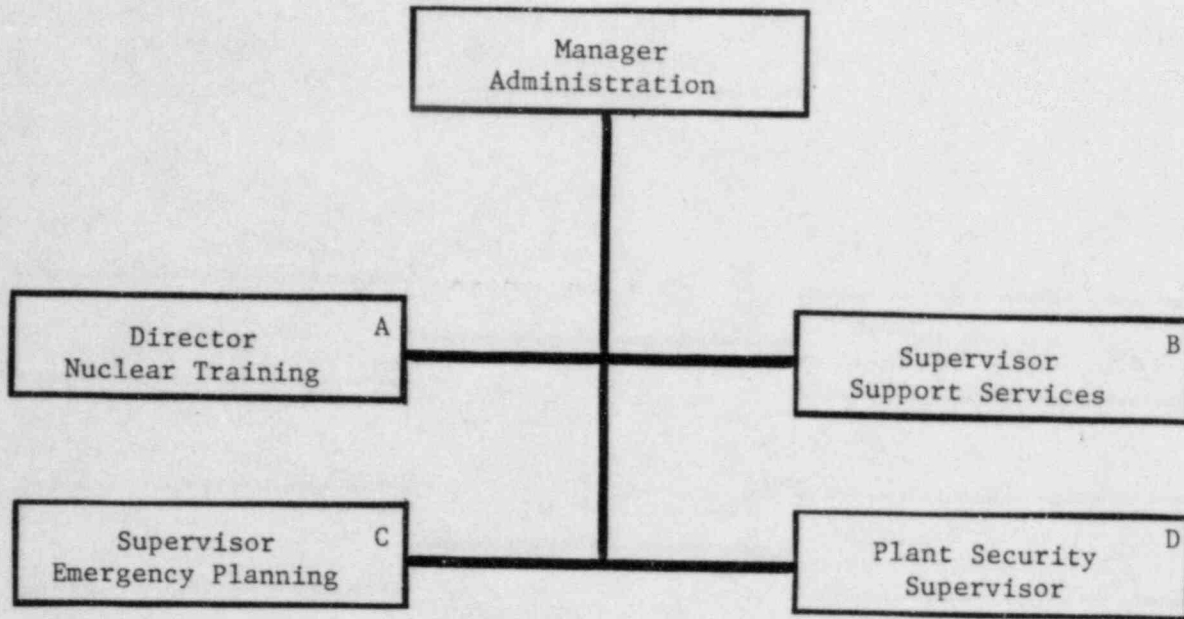 Manager
Administration
A
Director
Nuclear Training
B
Supervisor
Support Services
C
Supervisor
Emergency Planning
D
Plant Security
Supervisor